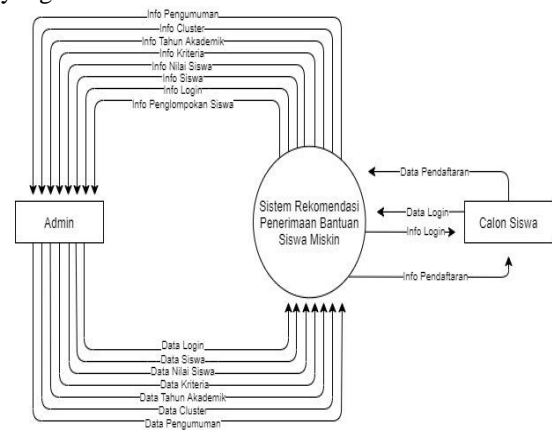 Info Pengumuman
Info Cluster
Info Tahun Akademik
Info Kriteria
Info Nilai Siswa
Info Siswa
Info Login
Info Penglompokan Siswa
Admin
Sistem Rekomendasi
Penerimaan Bantuan
Siswa Miskin
Data Pendaftaran
Data Login
Info Login
Calon Siswa
Info Pendaftaran
Data Login
Data Siswa
Data Nilai Siswa
Data Kriteria
Data Tahun Akademik
Data Cluster
Data Pengumuman